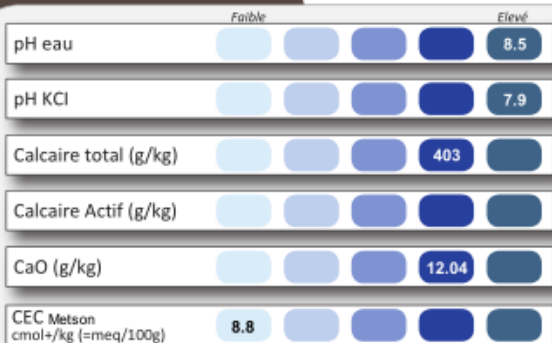 Faible Elevé
pH eau 8.5
pH KCl 7.9
Calcaire total (g/kg) 403
Calcaire Actif (g/kg)
CaO (g/kg) 12.04
CEC Metson
cmol+/kg (=meq/100g) 8.8